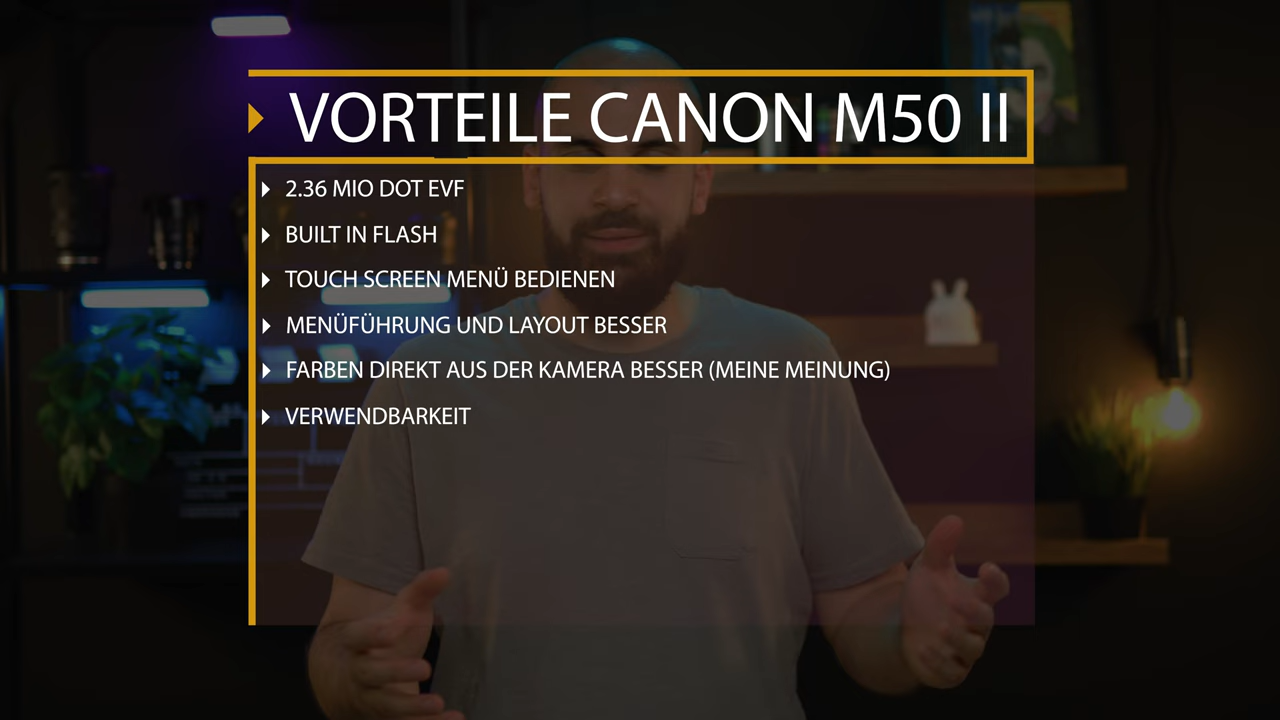 VORTEILE CANON M50 II
2.36 MIO DOT EVF
BUILT IN FLASH
TOUCH SCREEN MENÜ BEDIENEN
MENÜFÜHRUNG UND LAYOUT BESSER
FARBEN DIREKT AUS DER KAMERA BESSER (MEINE MEINUNG)
VERWENDBARKEIT